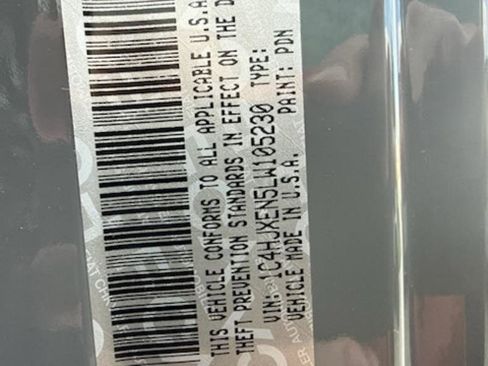 THIS VEHICLE CONFORMS TO ALL APPLICABLE U.S.A.
THEFT PREVENTION STANDARDS IN EFFECT ON THE D
VIN: 1C4HJXEN5LW105230 TYPE:
VEHICLE MADE IN U.S.A. PAINT: PDN